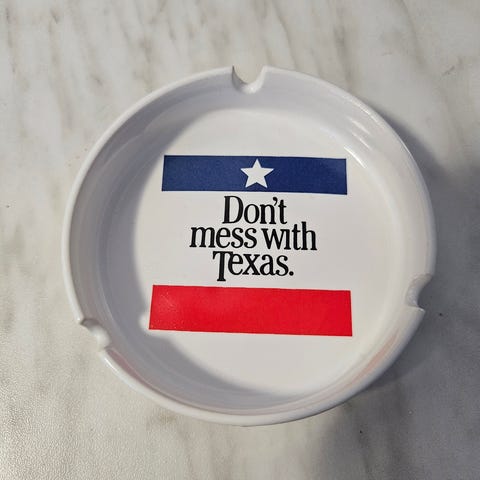 Don't
mess with
Texas.